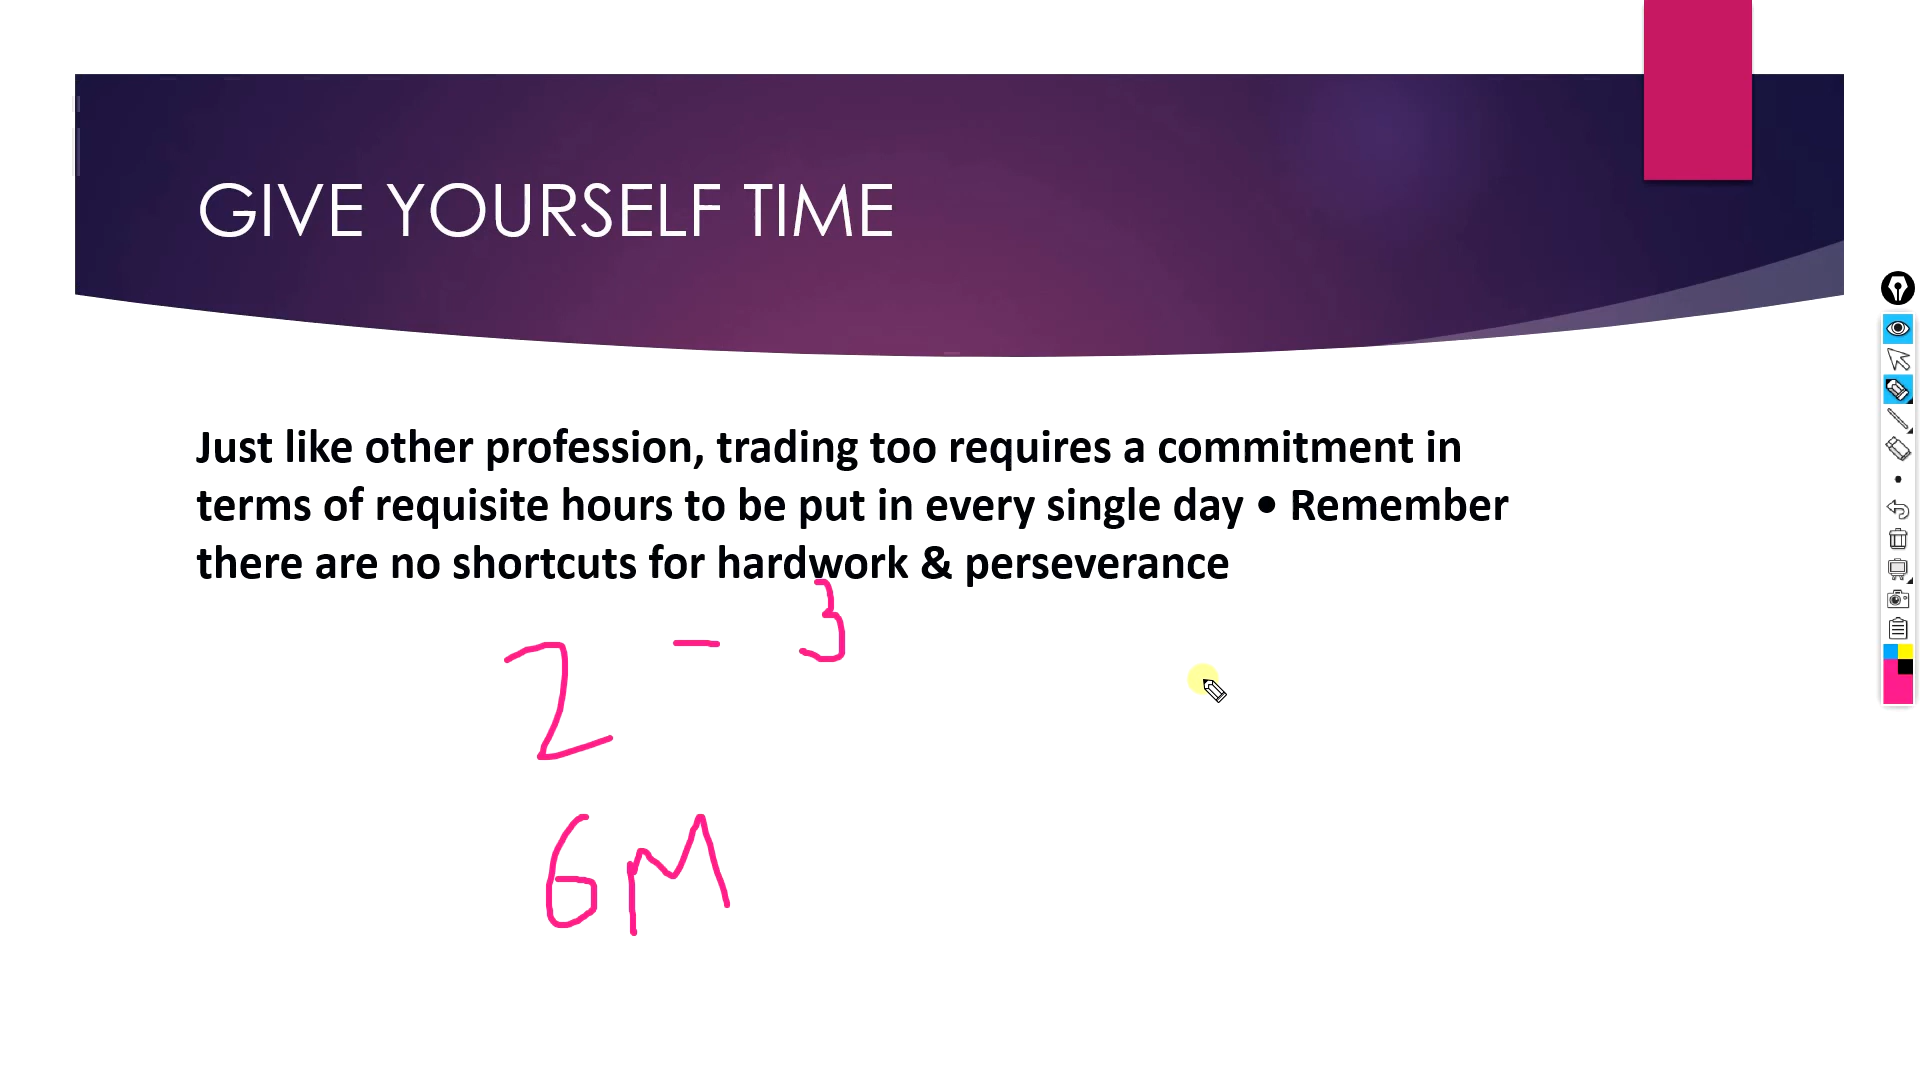 GIVE YOURSELF TIME
Just like other profession, trading too requires a commitment in
terms of requisite hours to be put in every single day • Remember
there are no shortcuts for hardwork & perseverance
2 - 3
6M